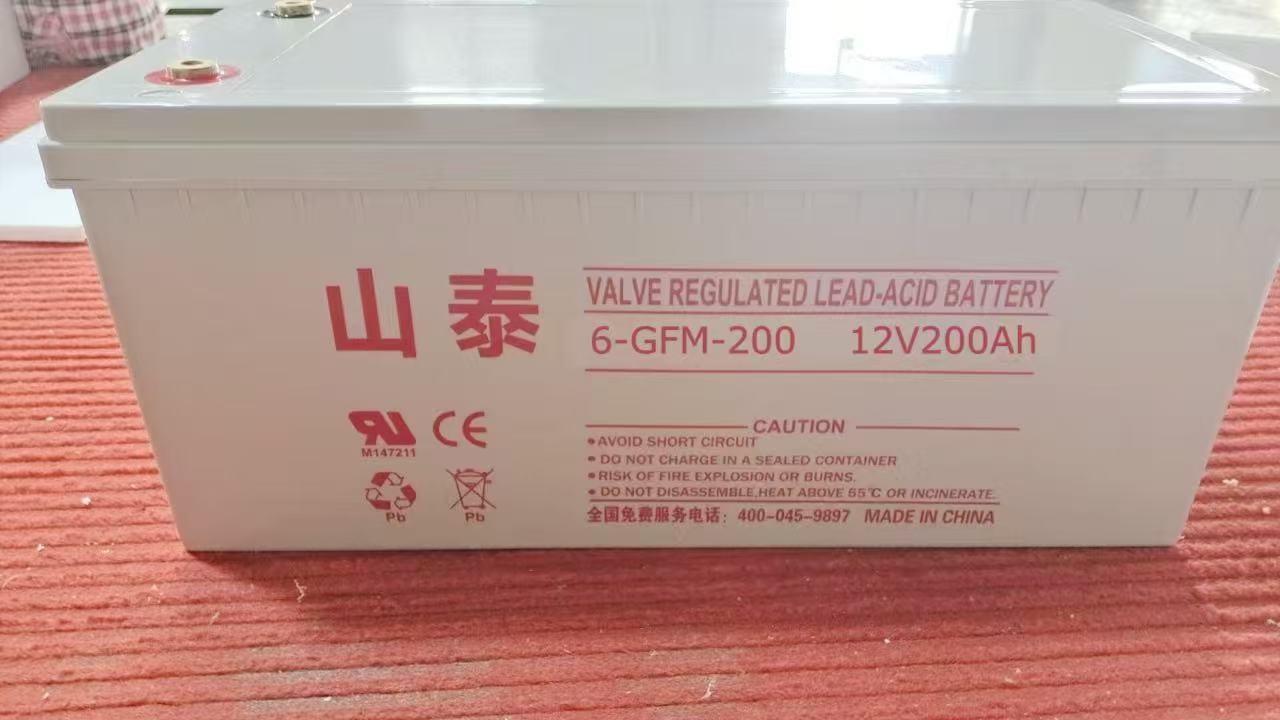 山泰
VALVE REGULATED LEAD-ACID BATTERY
6-GFM-200 12V200Ah
M147211
CE
Pb
Pb
CAUTION
•AVOID SHORT CIRCUIT
•DO NOT CHARGE IN A SEALED CONTAINER
•RISK OF FIRE EXPLOSION OR BURNS.
•DO NOT DISASSEMBLE,HEAT ABOVE 65℃ OR INCINERATE.
全国免费服务电话：400-045-9897 MADE IN CHINA